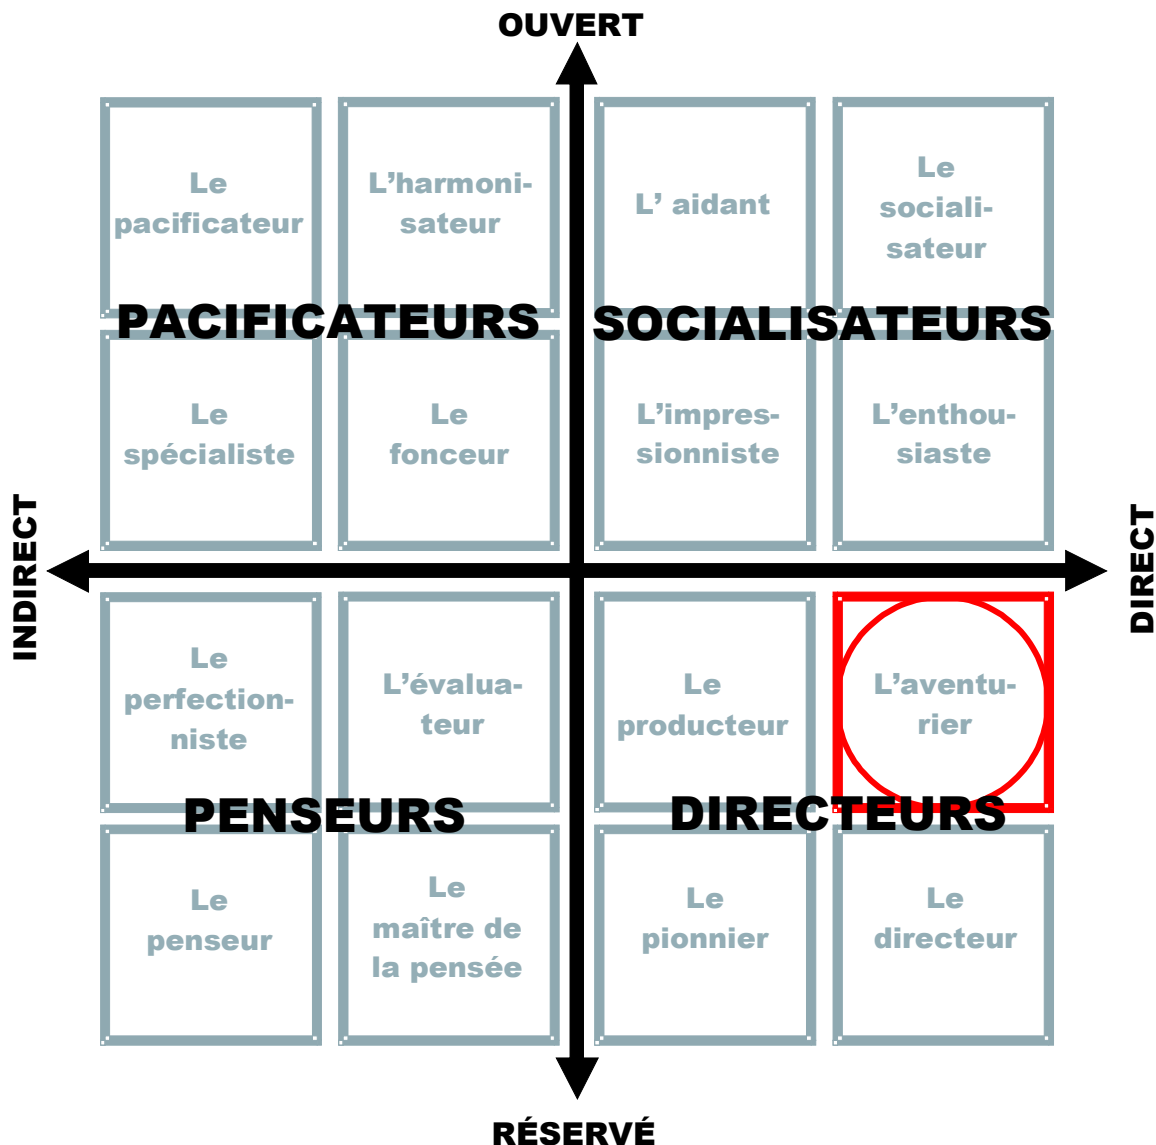 OUVERT
Le
pacificateur
L'harmoni-
sateur
L' aidant
Le
sociali-
sateur
PACIFICATEURS
SOCIALISATEURS
Le
spécialiste
Le
fonceur
L'impres-
sionniste
L'enthou-
siaste
INDIRECT
DIRECT
Le
perfection-
niste
L'évalua-
teur
Le
producteur
L'aventu-
rier
PENSEURS
DIRECTEURS
Le
penseur
Le
maître de
la pensée
Le
pionnier
Le
directeur
RÉSERVÉ